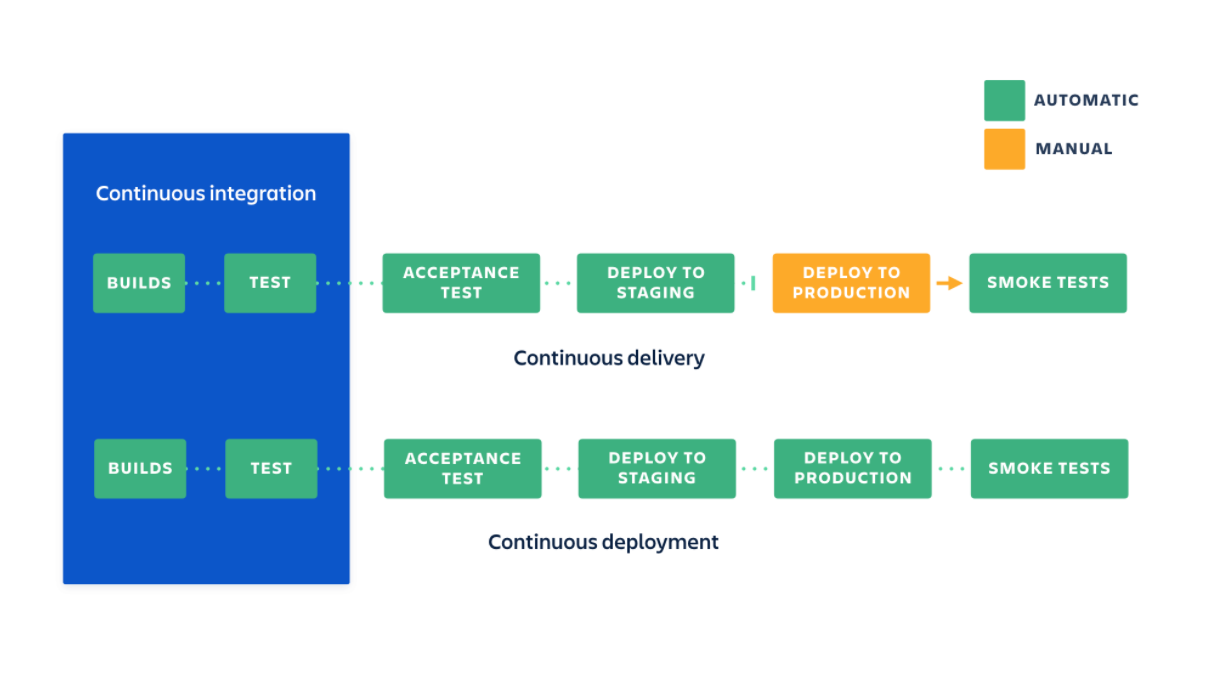 AUTOMATIC
MANUAL
Continuous integration
BUILDS
TEST
ACCEPTANCE
TEST
DEPLOY TO
STAGING
DEPLOY TO
PRODUCTION
SMOKE TESTS
Continuous delivery
BUILDS
TEST
ACCEPTANCE
TEST
DEPLOY TO
STAGING
DEPLOY TO
PRODUCTION
SMOKE TESTS
Continuous deployment